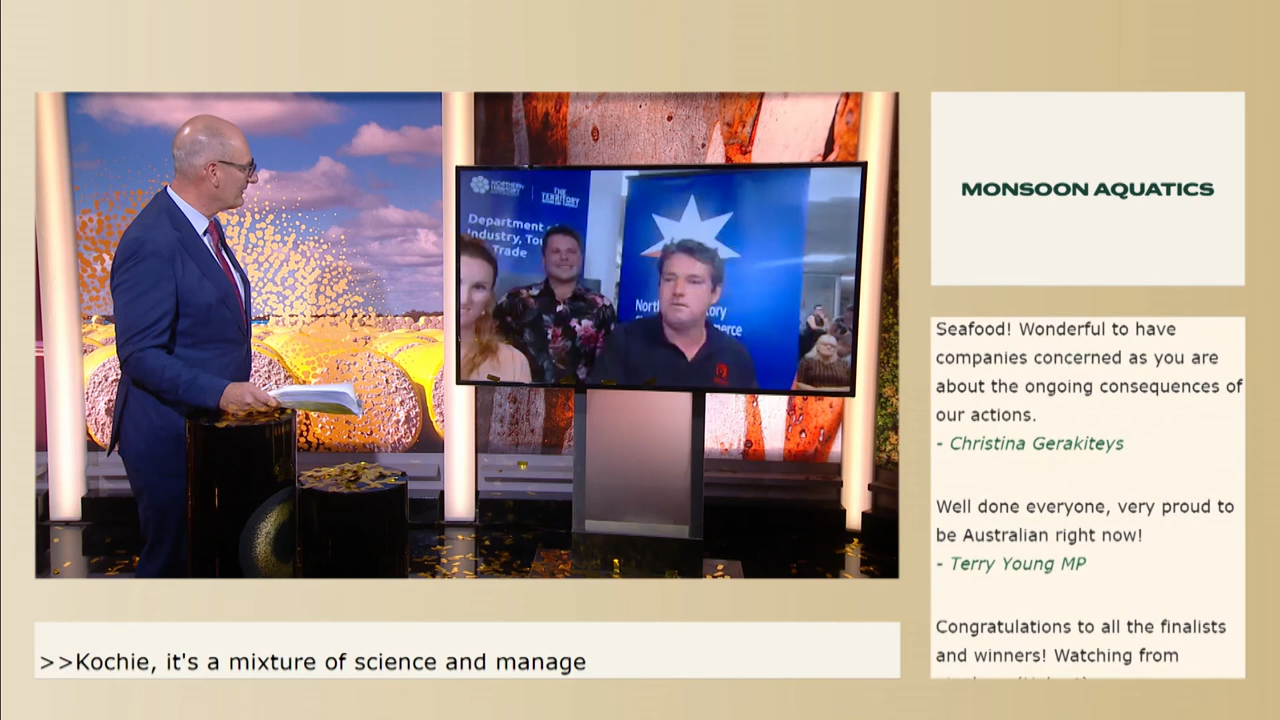 NORTHERN
TERRITORY
THE
TERRITORY
Department
Industry, Tou
Trade
MONSOON AQUATICS
Seafood! Wonderful to have
companies concerned as you are
about the ongoing consequences of
our actions.
- Christina Gerakiteys
Well done everyone, very proud to
be Australian right now!
- Terry Young MP
Congratulations to all the finalists
and winners! Watching from
>>Kochie, it's a mixture of science and manage